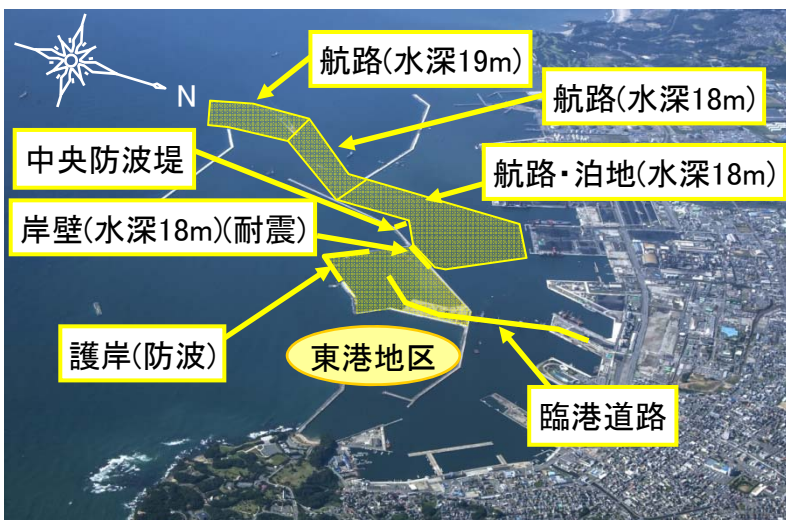 航路(水深19m)
N
航路(水深18m)
中央防波堤
航路・泊地(水深18m)
岸壁(水深18m)(耐震)
護岸(防波)
東港地区
臨港道路